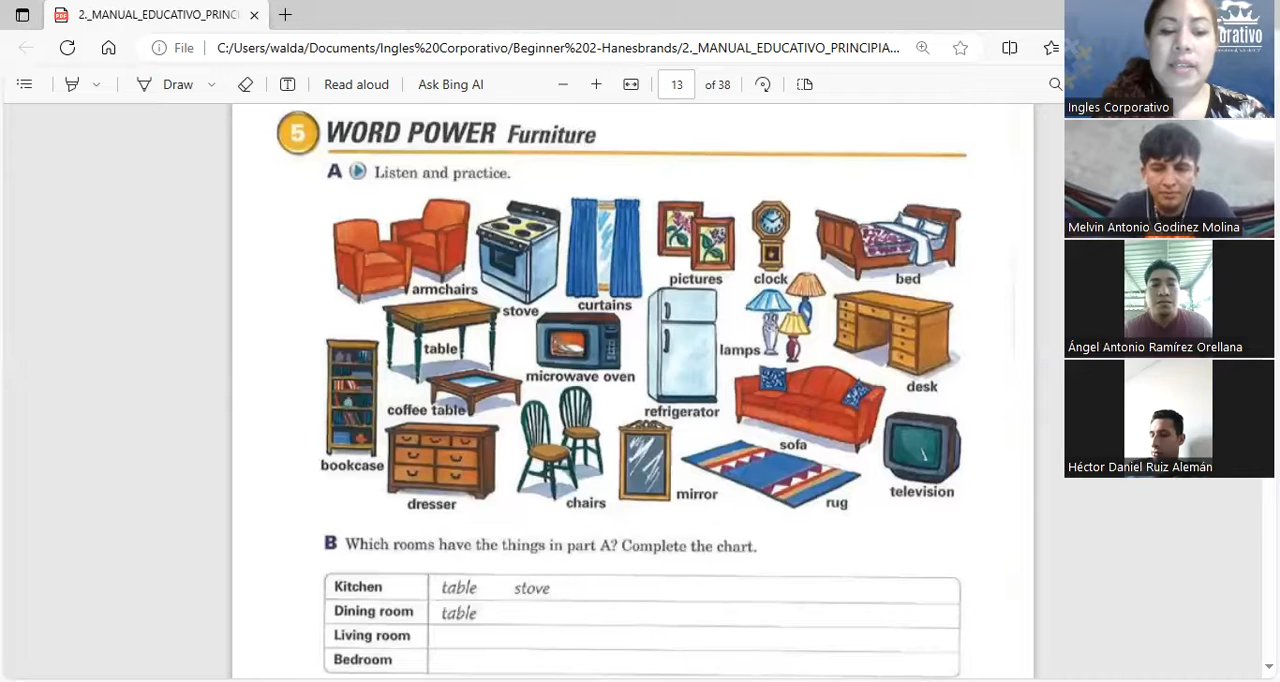 2._MANUAL_EDUCATIVO_PRINCI
File
C:/Users/walda/Documents/Ingles%20Corporativo/Beginner%202-Hanesbrands/2._MANUAL_EDUCATIVO_PRINCIPIA...
Draw
Read aloud
Ask Bing AI
13
of 38
5 WORD POWER Furniture
A Listen and practice.
armchairs
stove
curtains
pictures
clock
bed
table
microwave oven
lamps
desk
coffee table
refrigerator
sofa
bookcase
dresser
chairs
mirror
rug
television
B Which rooms have the things in part A? Complete the chart.
Kitchen table stove
Dining room table
Living room
Bedroom
orativo
Ingles Corporativo
Melvin Antonio Godinez Molina
Ángel Antonio Ramírez Orellana
Héctor Daniel Ruiz Alemán